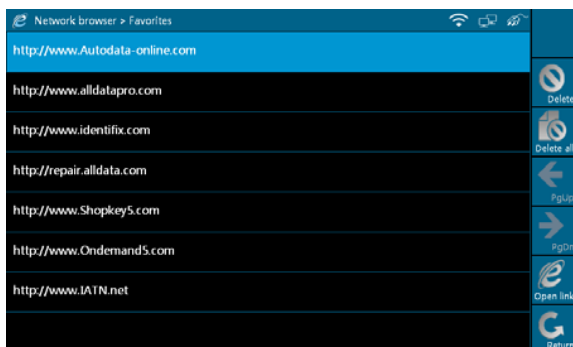 Network browser > Favorites
http://www.Autodata-online.com
http://www.alldatapro.com
http://www.identifix.com
http://repair.alldata.com
http://www.Shopkey5.com
http://www.Ondemand5.com
http://www.IATN.net
Delete
Delete all
PgUp
PgDn
Open link
Return